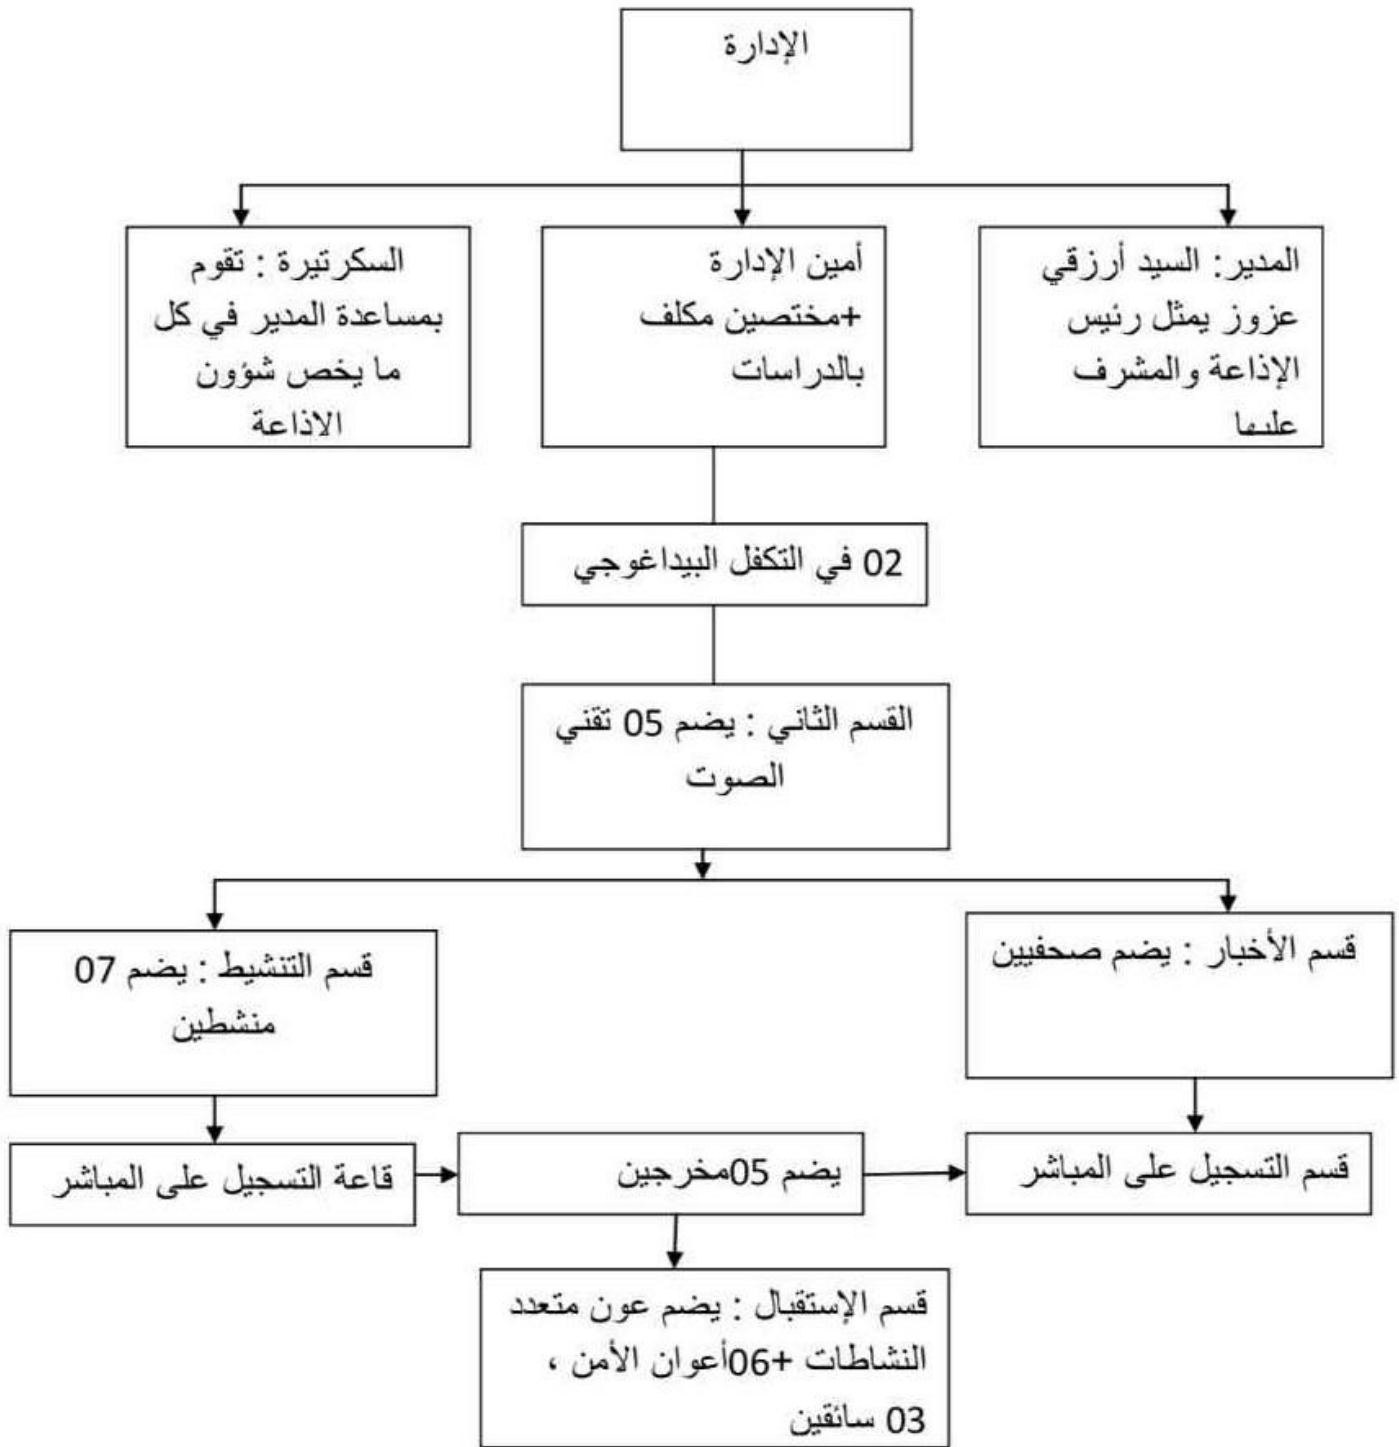 الإدارة
المدير: السيد أرزقي
عزوز يمثل رئيس
الإذاعة والمشرف
عليها
أمين الإدارة
+مختصين مكلف
بالدراسات
السكرتيرة : تقوم
بمساعدة المدير في كل
ما يخص شؤون
الاذاعة
02 في التكفل البيداغوجي
القسم الثاني : يضم 05 تقني
الصوت
قسم الأخبار : يضم صحفيين
قسم التنشيط : يضم 07
منشطين
قسم التسجيل على المباشر
يضم 05مخرجين
قاعة التسجيل على المباشر
قسم الإستقبال : يضم عون متعدد
النشاطات +06أعوان الأمن ،
03 سائقين